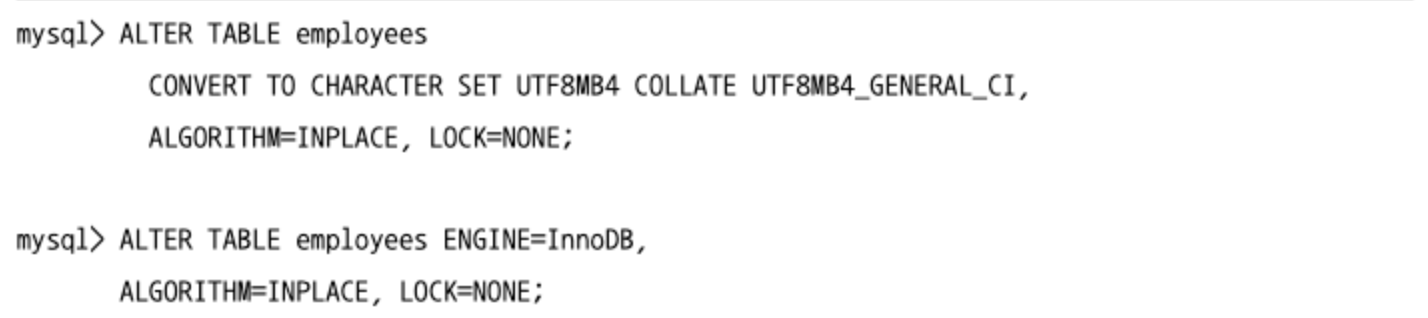 mysql> ALTER TABLE employees
CONVERT TO CHARACTER SET UTF8MB4 COLLATE UTF8MB4_GENERAL_CI,
ALGORITHM=INPLACE, LOCK=NONE;
mysql> ALTER TABLE employees ENGINE=InnoDB,
ALGORITHM=INPLACE, LOCK=NONE;